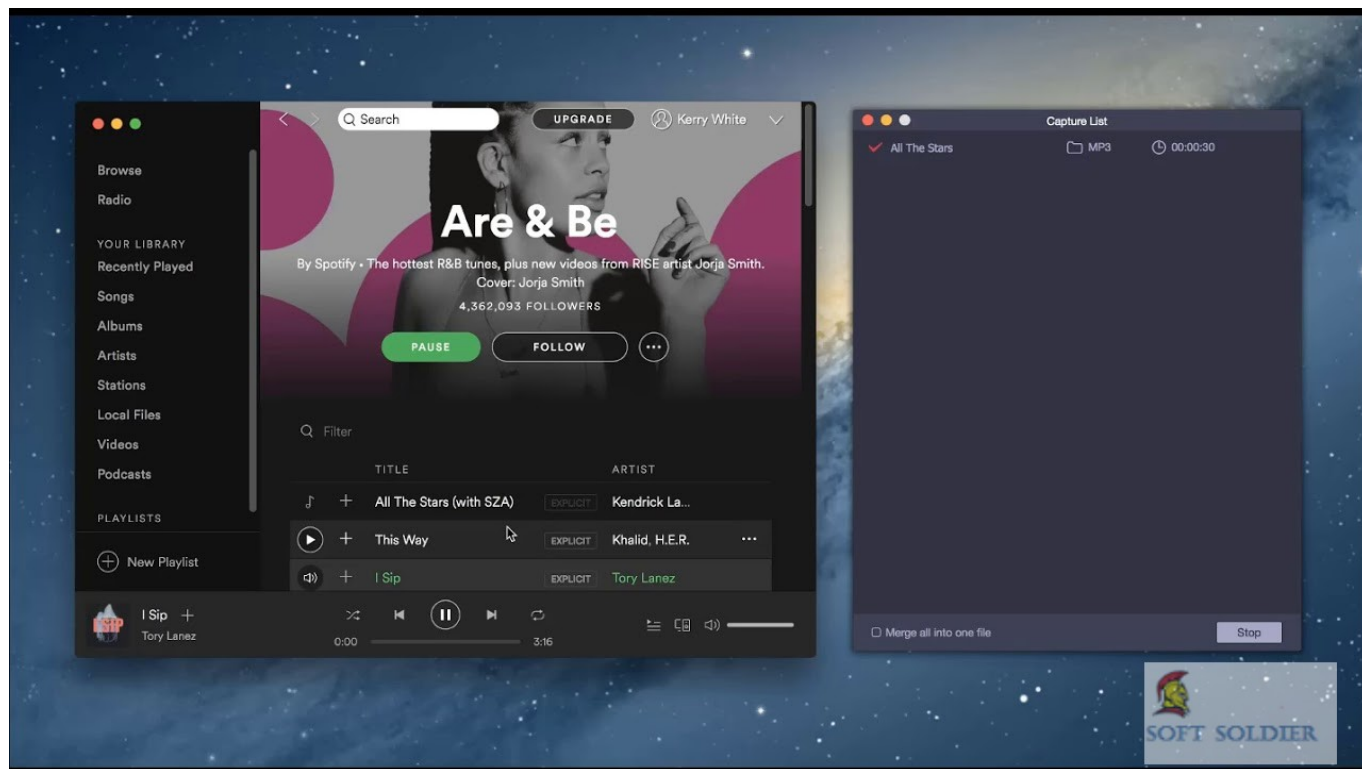 Search
UPGRADE
Kerry White
Browse
Radio
YOUR LIBRARY
Recently Played
Songs
Albums
Artists
Stations
Local Files
Videos
Podcasts
PLAYLISTS
New Playlist
Are & Be
By Spotify • The hottest R&B tunes, plus new videos from RISE artist Jorja Smith.
Cover: Jorja Smith
4,362,093 FOLLOWERS
PAUSE
FOLLOW
Filter
TITLE ARTIST
All The Stars (with SZA) EXPLICIT Kendrick La...
This Way EXPLICIT Khalid, H.E.R.
I Sip EXPLICIT Tory Lanez
I SIP
I Sip
Tory Lanez
0:00 3:16
Capture List
All The Stars MP3 00:00:30
Merge all into one file Stop
SOFT SOLDIER